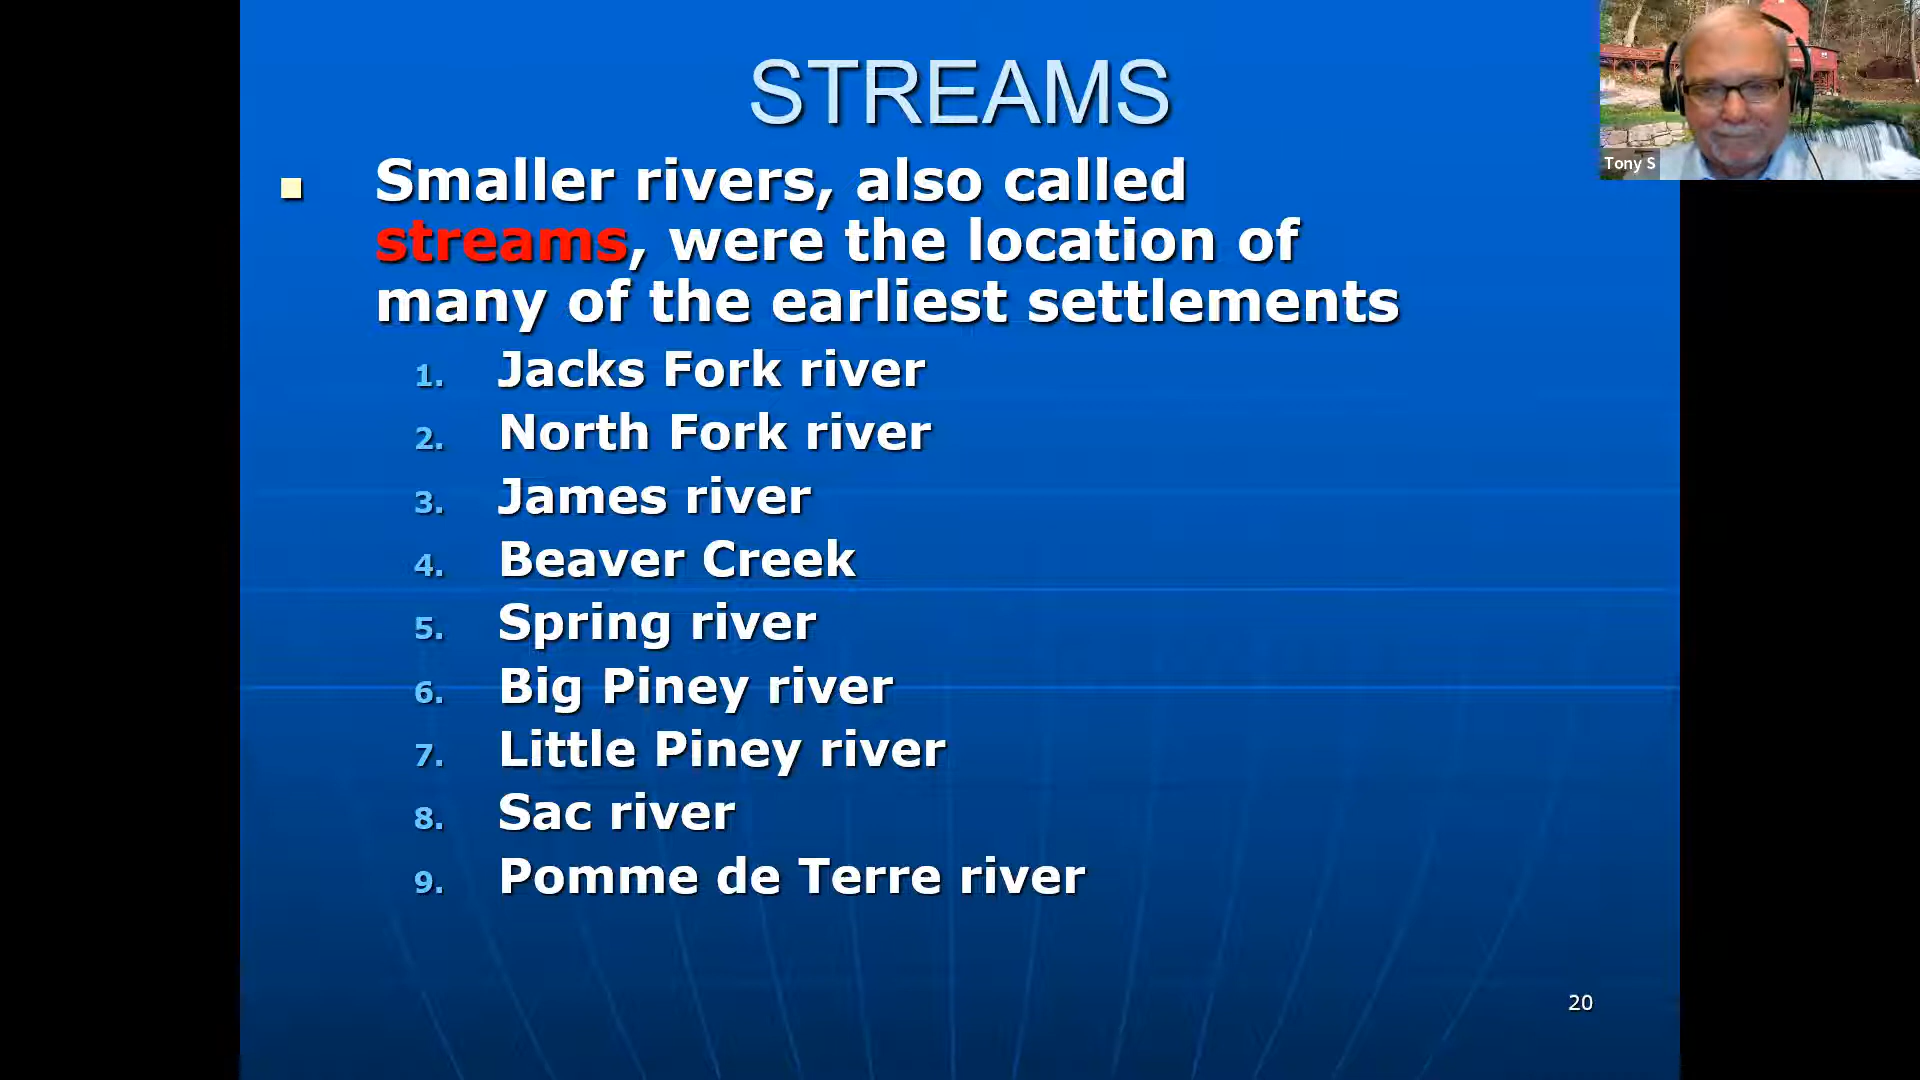 STREAMS
Smaller rivers, also called
streams, were the location of
many of the earliest settlements
1. Jacks Fork river
2. North Fork river
3. James river
4. Beaver Creek
5. Spring river
6. Big Piney river
7. Little Piney river
8. Sac river
9. Pomme de Terre river
20
Tony S